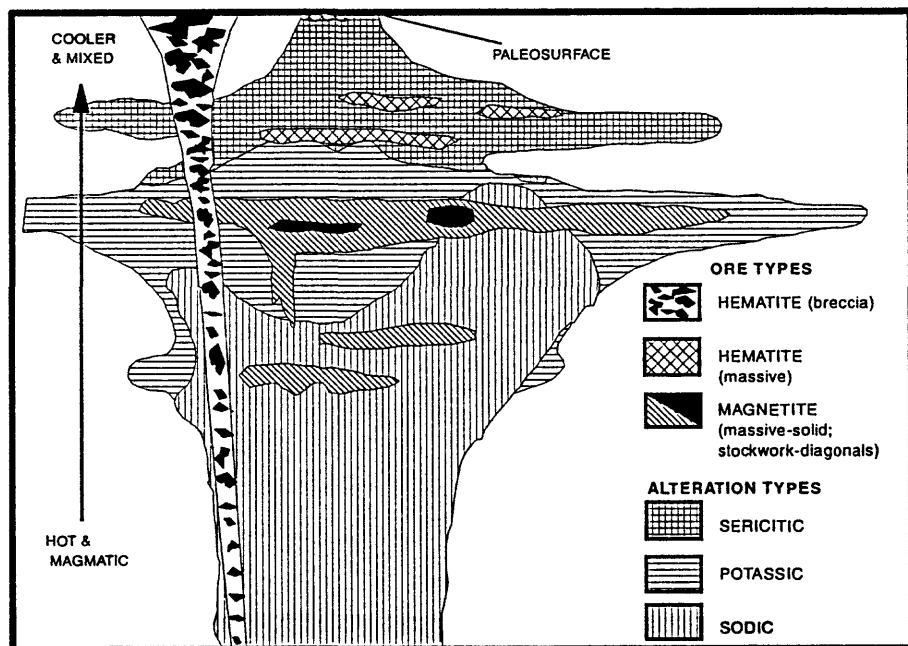 COOLER
& MIXED
PALEOSURFACE
HOT &
MAGMATIC
ORE TYPES
HEMATITE (breccia)
HEMATITE
(massive)
MAGNETITE
(massive-solid;
stockwork-diagonals)
ALTERATION TYPES
SERICITIC
POTASSIC
SODIC